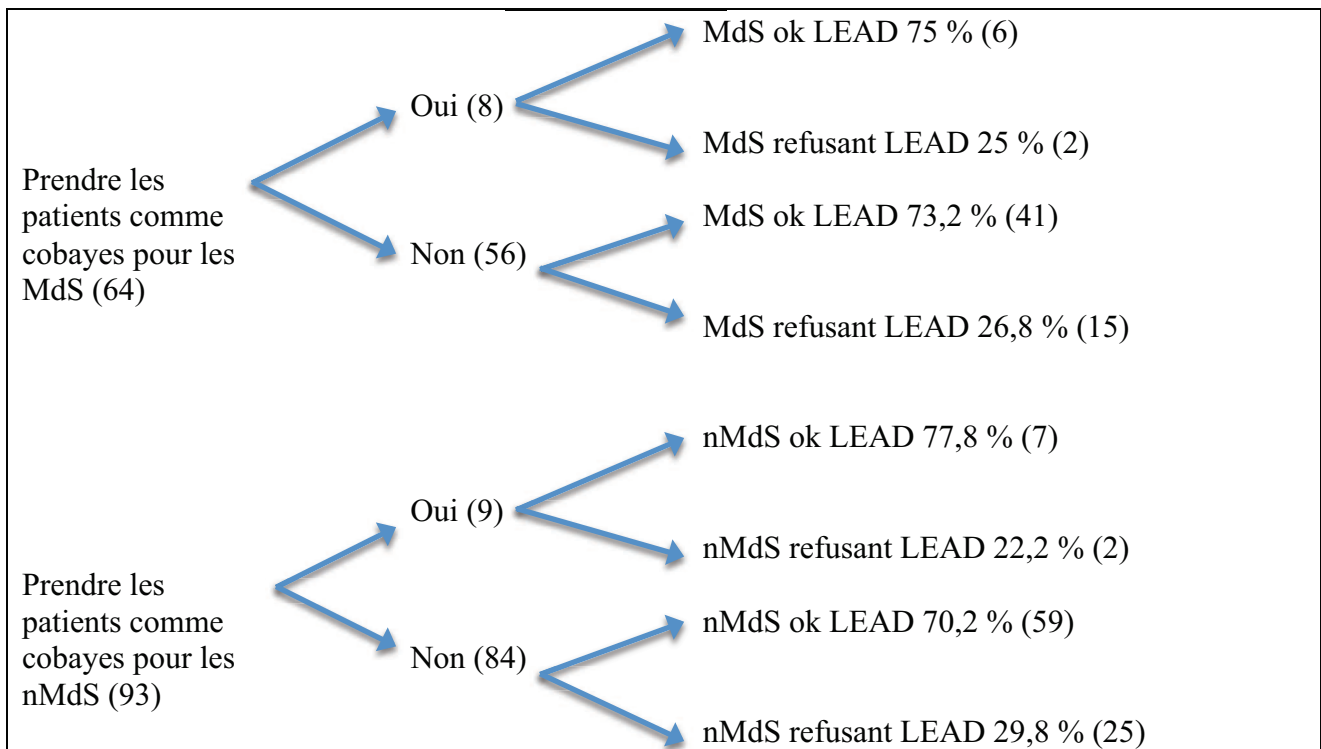 Prendre les
patients comme
cobayes pour les
MdS (64)
Oui (8)
MdS ok LEAD 75 % (6)
MdS refusant LEAD 25 % (2)
Non (56)
MdS ok LEAD 73,2 % (41)
MdS refusant LEAD 26,8 % (15)
Prendre les
patients comme
cobayes pour les
nMdS (93)
Oui (9)
nMdS ok LEAD 77,8 % (7)
nMdS refusant LEAD 22,2 % (2)
Non (84)
nMdS ok LEAD 70,2 % (59)
nMdS refusant LEAD 29,8 % (25)